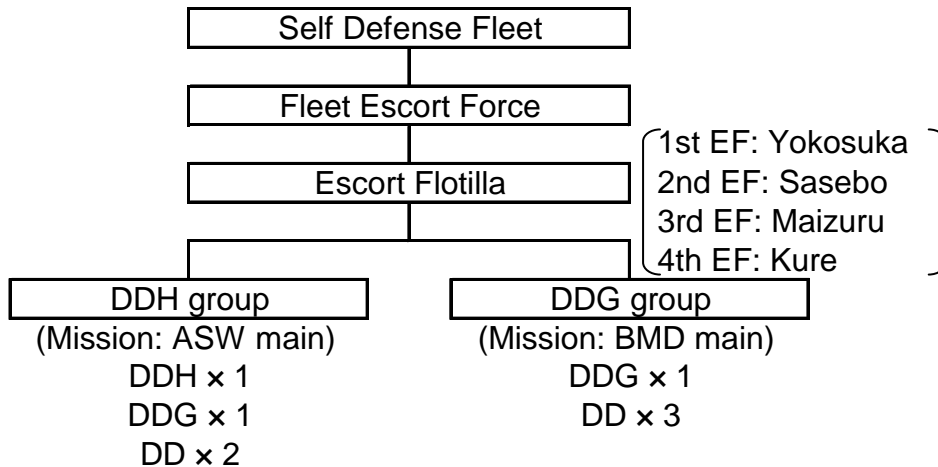 Self Defense Fleet
Fleet Escort Force
Escort Flotilla
1st EF: Yokosuka
2nd EF: Sasebo
3rd EF: Maizuru
4th EF: Kure
DDH group
(Mission: ASW main)
DDH × 1
DDG × 1
DD × 2
DDG group
(Mission: BMD main)
DDG × 1
DD × 3